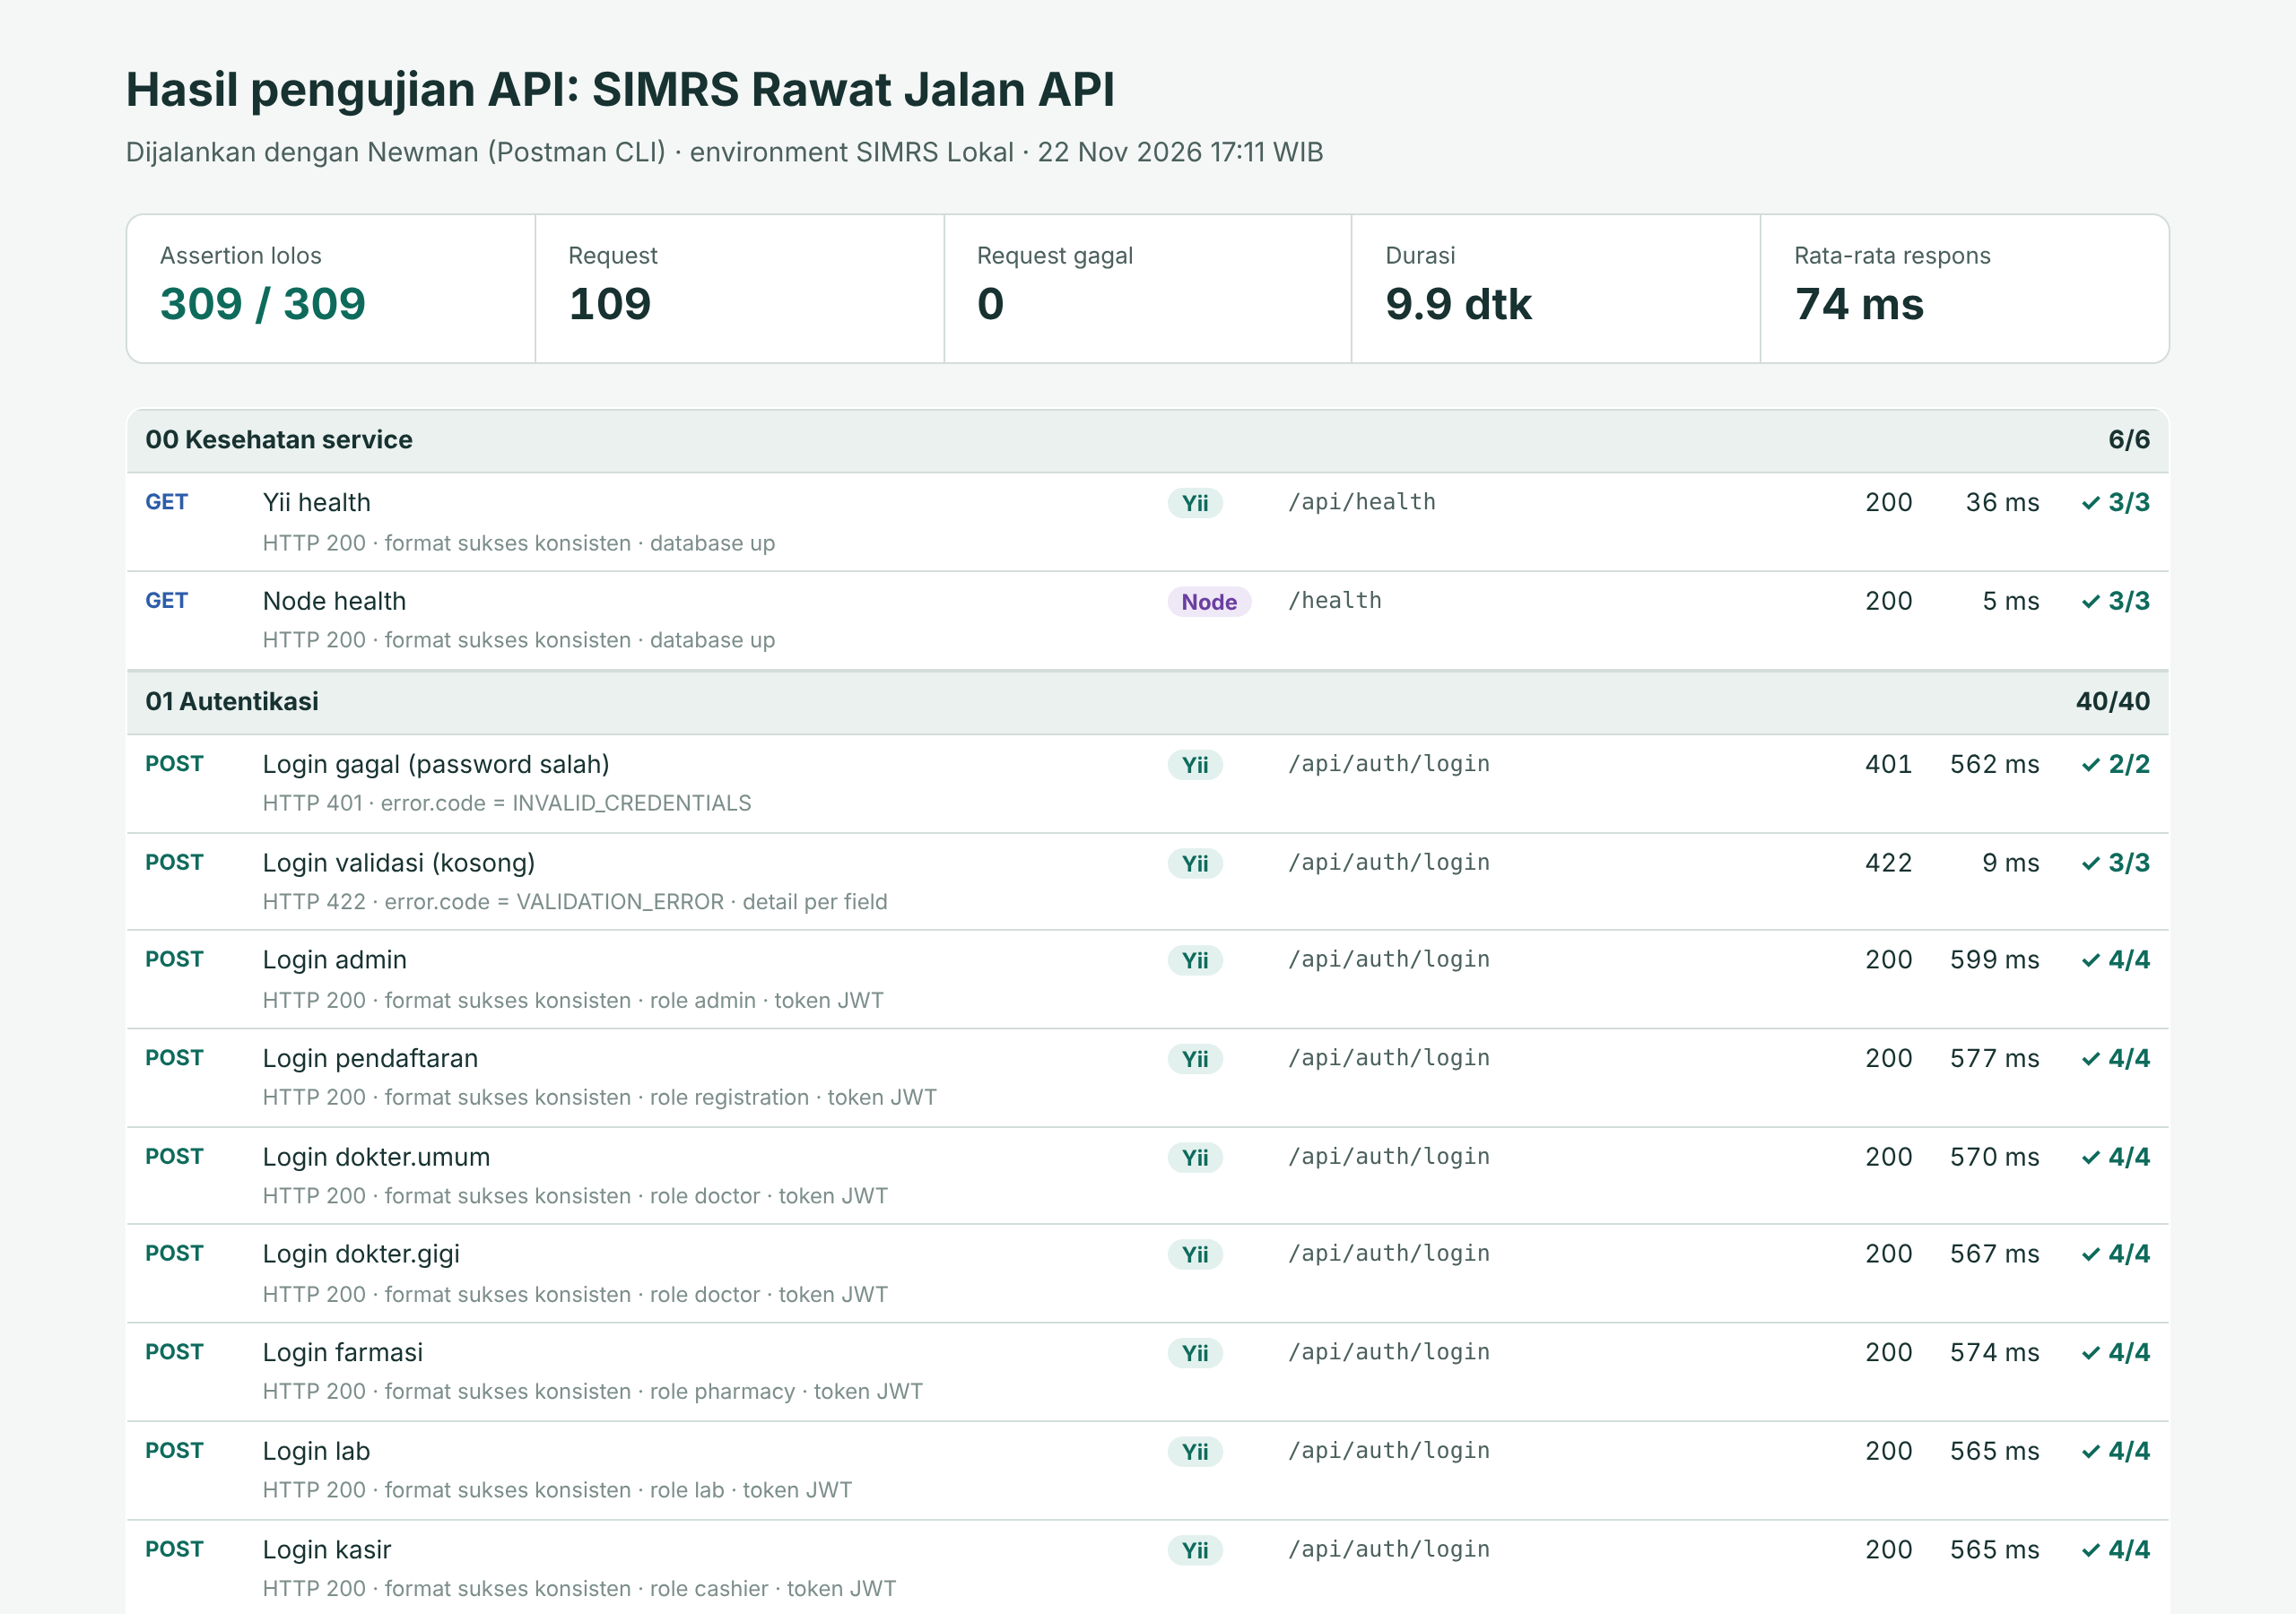 Hasil pengujian API: SIMRS Rawat Jalan API
Dijalankan dengan Newman (Postman CLI) · environment SIMRS Lokal · 22 Nov 2026 17:11 WIB
Assertion lolos
309 / 309
Request
109
Request gagal
0
Durasi
9.9 dtk
Rata-rata respons
74 ms
00 Kesehatan service 6/6
GET Yii health Yii /api/health 200 36 ms ✓ 3/3
HTTP 200 · format sukses konsisten · database up
GET Node health Node /health 200 5 ms ✓ 3/3
HTTP 200 · format sukses konsisten · database up
01 Autentikasi 40/40
POST Login gagal (password salah) Yii /api/auth/login 401 562 ms ✓ 2/2
HTTP 401 · error.code = INVALID_CREDENTIALS
POST Login validasi (kosong) Yii /api/auth/login 422 9 ms ✓ 3/3
HTTP 422 · error.code = VALIDATION_ERROR · detail per field
POST Login admin Yii /api/auth/login 200 599 ms ✓ 4/4
HTTP 200 · format sukses konsisten · role admin · token JWT
POST Login pendaftaran Yii /api/auth/login 200 577 ms ✓ 4/4
HTTP 200 · format sukses konsisten · role registration · token JWT
POST Login dokter.umum Yii /api/auth/login 200 570 ms ✓ 4/4
HTTP 200 · format sukses konsisten · role doctor · token JWT
POST Login dokter.gigi Yii /api/auth/login 200 567 ms ✓ 4/4
HTTP 200 · format sukses konsisten · role doctor · token JWT
POST Login farmasi Yii /api/auth/login 200 574 ms ✓ 4/4
HTTP 200 · format sukses konsisten · role pharmacy · token JWT
POST Login lab Yii /api/auth/login 200 565 ms ✓ 4/4
HTTP 200 · format sukses konsisten · role lab · token JWT
POST Login kasir Yii /api/auth/login 200 565 ms ✓ 4/4
HTTP 200 · format sukses konsisten · role cashier · token JWT